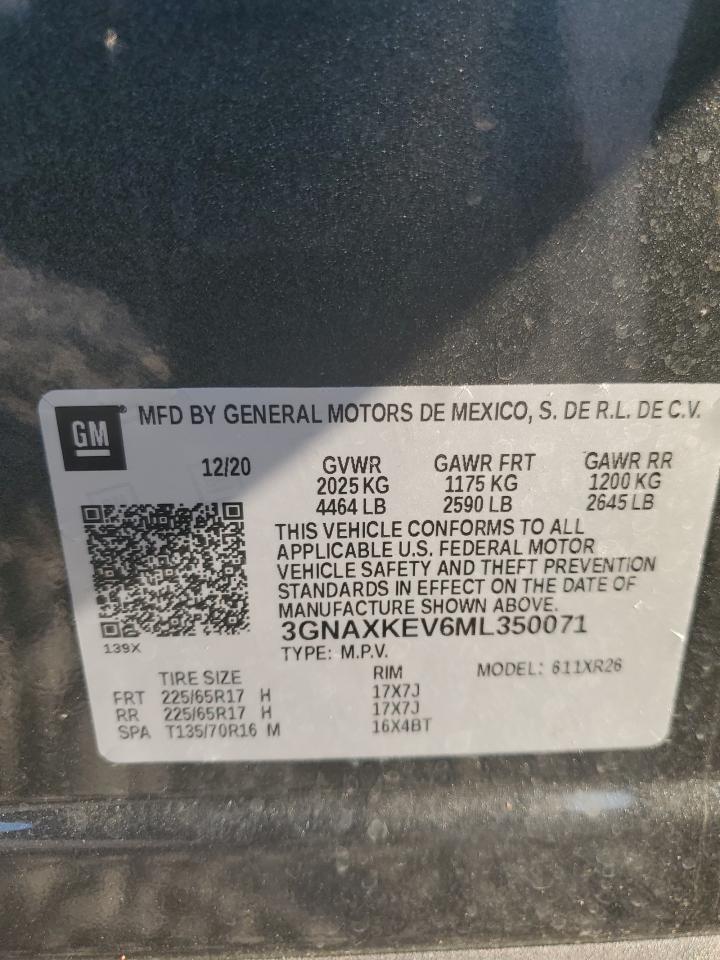 GM® MFD BY GENERAL MOTORS DE MEXICO, S. DE R.L. DE C.V.
12/20 GVWR GAWR FRT GAWR RR
2025 KG 1175 KG 1200 KG
4464 LB 2590 LB 2645 LB
THIS VEHICLE CONFORMS TO ALL
APPLICABLE U.S. FEDERAL MOTOR
VEHICLE SAFETY AND THEFT PREVENTION
STANDARDS IN EFFECT ON THE DATE OF
MANUFACTURE SHOWN ABOVE.
3GNAXKEV6ML350071
139X
TYPE: M.P.V.
TIRE SIZE RIM MODEL: 611XR26
FRT 225/65R17 H 17X7J
RR 225/65R17 H 17X7J
SPA T135/70R16 M 16X4BT